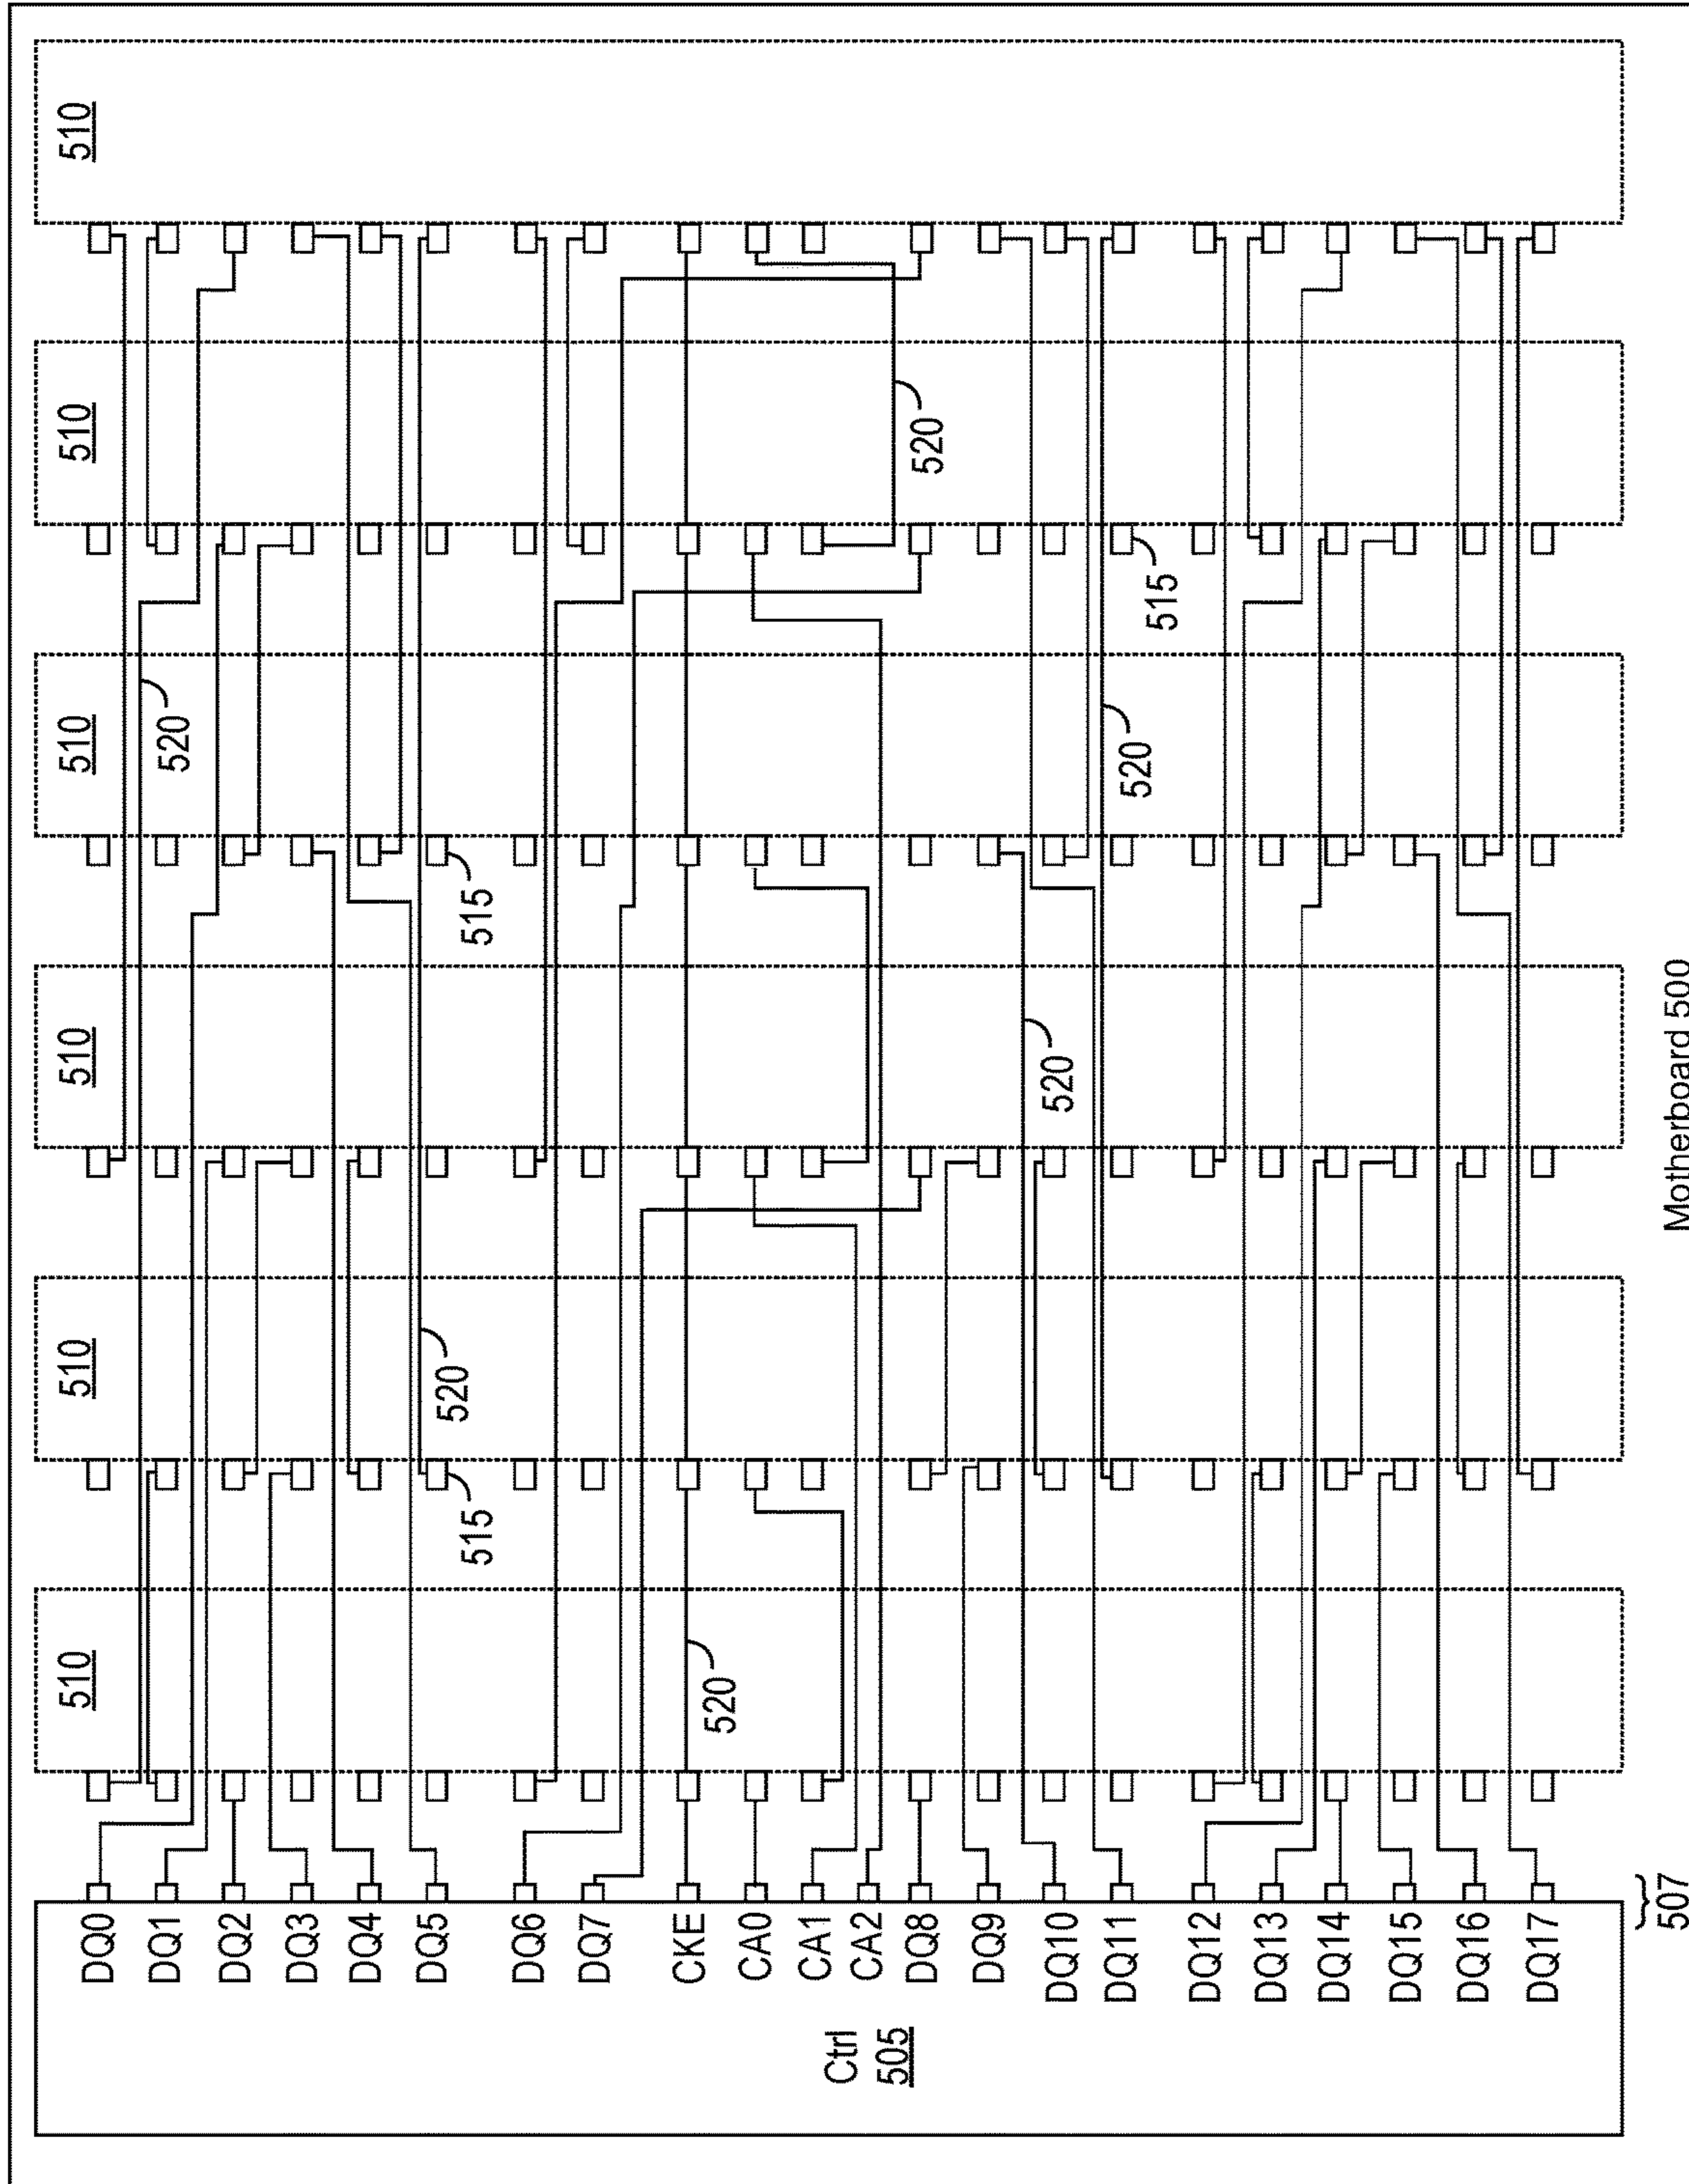 510
510
510
510
510
510
520
520
520
520
520
520
515
515
515
DQ0
DQ1
DQ2
DQ3
DQ4
DQ5
DQ6
DQ7
CKE
CA0
CA1
CA2
DQ8
DQ9
DQ10
DQ11
DQ12
DQ13
DQ14
DQ15
DQ16
DQ17
Ctrl
505
507
Motherboard 500